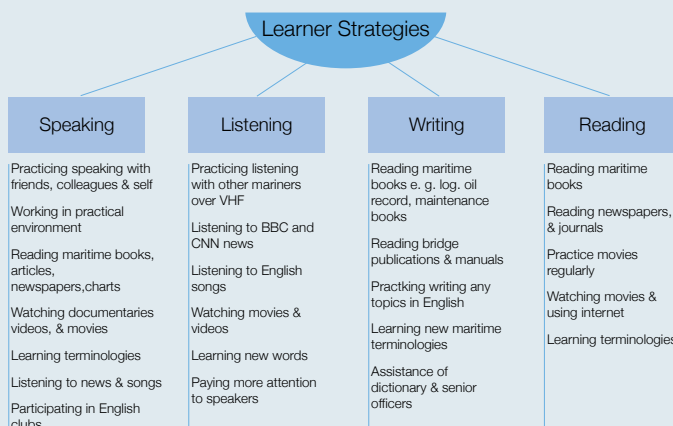 Learner Strategies
Speaking
Practicing speaking with
friends, colleagues & self
Working in practical
environment
Reading maritime books,
articles,
newspapers,charts
Watching documentaries
videos, & movies
Learning terminologies
Listening to news & songs
Participating in English
clubs
Listening
Practicing listening
with other mariners
over VHF
Listening to BBC and
CNN news
Listening to English
songs
Watching movies &
videos
Learning new words
Paying more attention
to speakers
Writing
Reading maritime
books e. g. log. oil
record, maintenance
books
Reading bridge
publications & manuals
Practking writing any
topics in English
Learning new maritime
terminologies
Assistance of
dictionary & senior
officers
Reading
Reading maritime
books
Reading newspapers,
& journals
Practice movies
regularly
Watching movies &
using internet
Learning terminologies